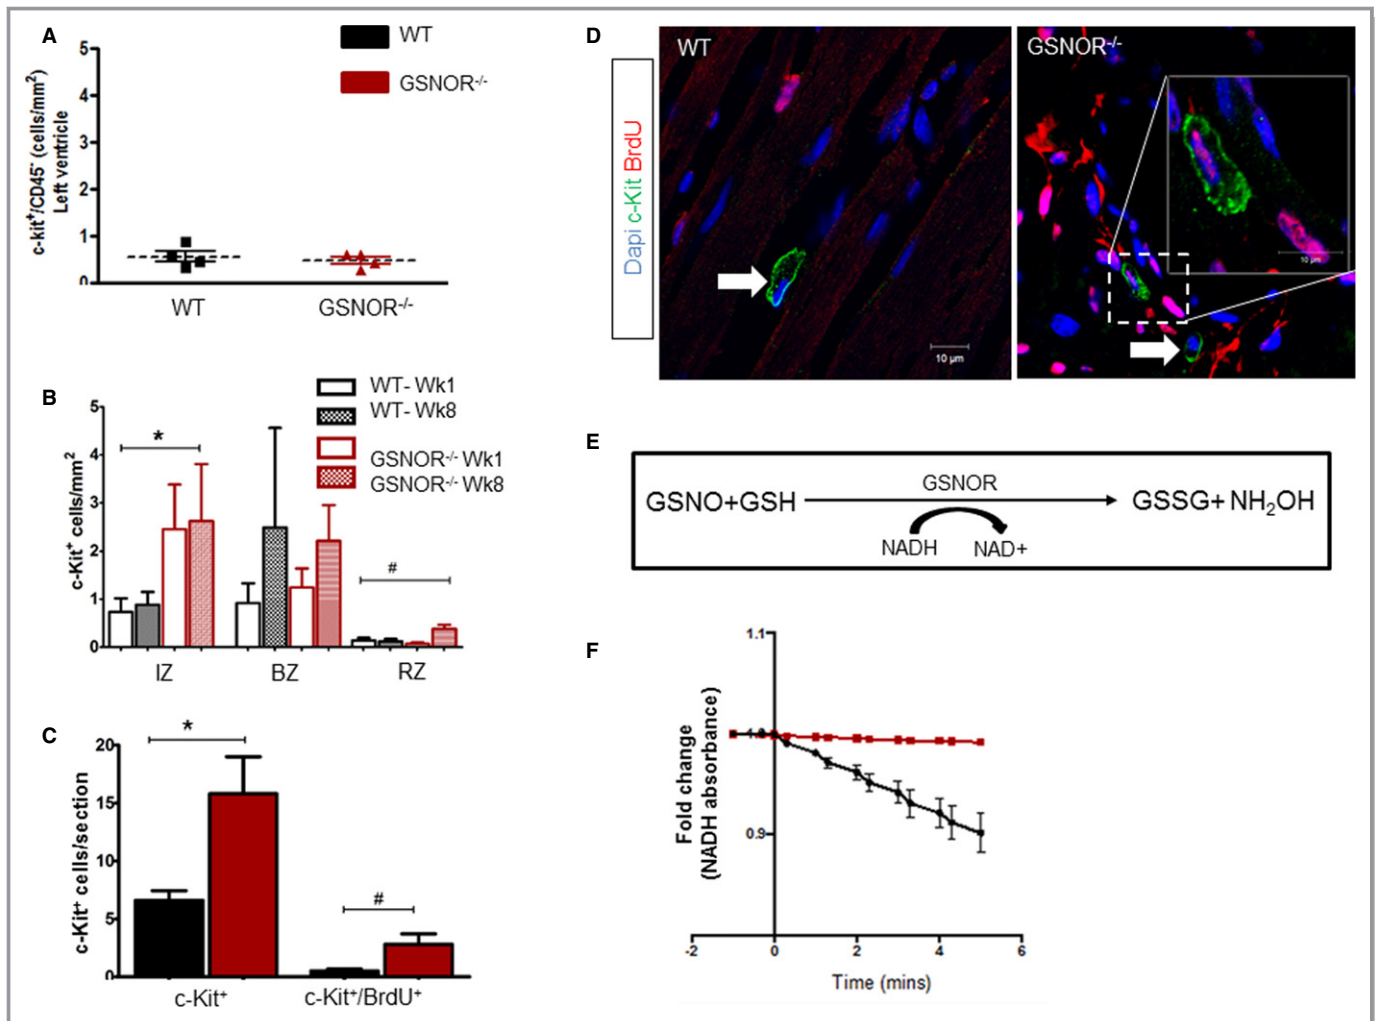 A
5
4
3
2
1
0
c-kit⁺/CD45⁻ (cells/mm²)
Left ventricle
WT
GSNOR⁻/⁻
WT
GSNOR⁻/⁻
B
5
4
3
2
1
0
c-Kit⁺ cells/mm²
WT- Wk1
WT- Wk8
GSNOR⁻/⁻ Wk1
GSNOR⁻/⁻ Wk8
*
#
IZ
BZ
RZ
C
20
15
10
5
0
c-Kit⁺ cells/section
*
#
c-Kit⁺
c-Kit⁺/BrdU⁺
D
Dapi c-Kit BrdU
WT
10 µm
GSNOR⁻/⁻
10 µm
E
GSNO+GSH
GSNOR
NADH
NAD+
GSSG+ NH₂OH
F
1.1
1.0
0.9
Fold change
(NADH absorbance)
-2
0
2
4
6
Time (mins)